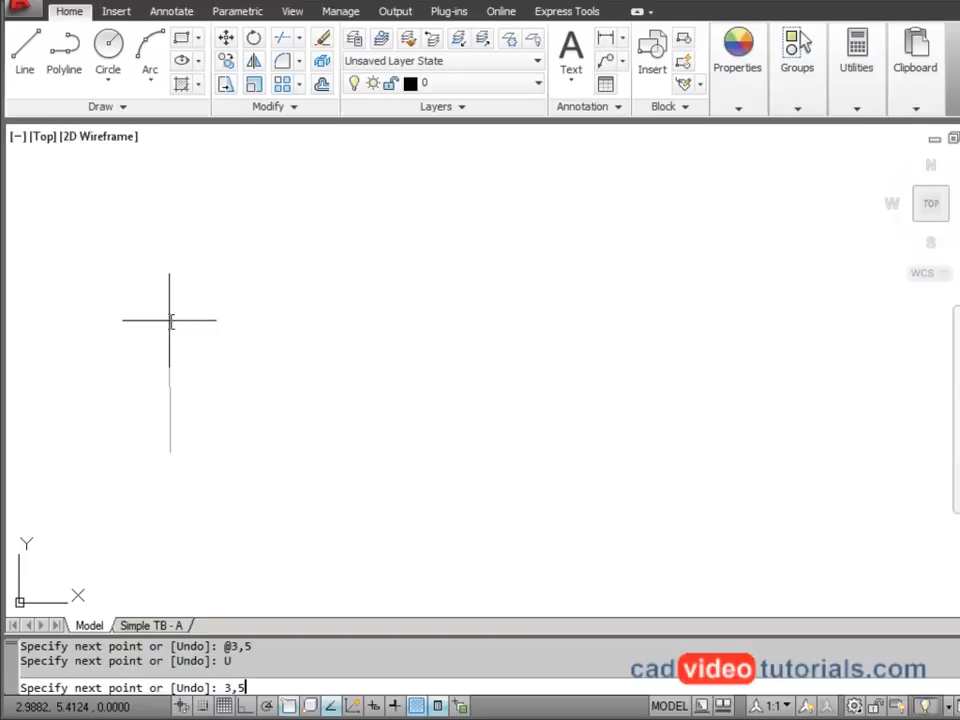 Home Insert Annotate Parametric View Manage Output Plug-ins Online Express Tools
Line Polyline Circle Arc
Unsaved Layer State
0
A
Text Insert Properties Groups Utilities Clipboard
Draw Modify Layers Annotation Block
[−] [Top] [2D Wireframe]
N
W TOP
S
WCS
Y
X
Model Simple TB - A
Specify next point or [Undo]: @3,5
Specify next point or [Undo]: U
cad video tutorials.com
Specify next point or [Undo]: 3,5
2.9882, 5.4124 , 0.0000 MODEL 1:1